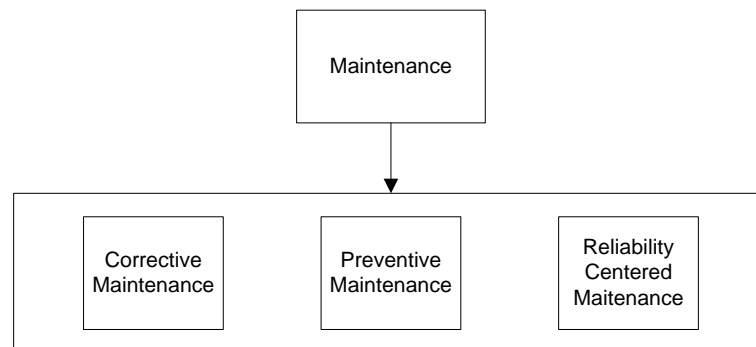 Maintenance
Corrective
Maintenance
Preventive
Maintenance
Reliability
Centered
Maitenance